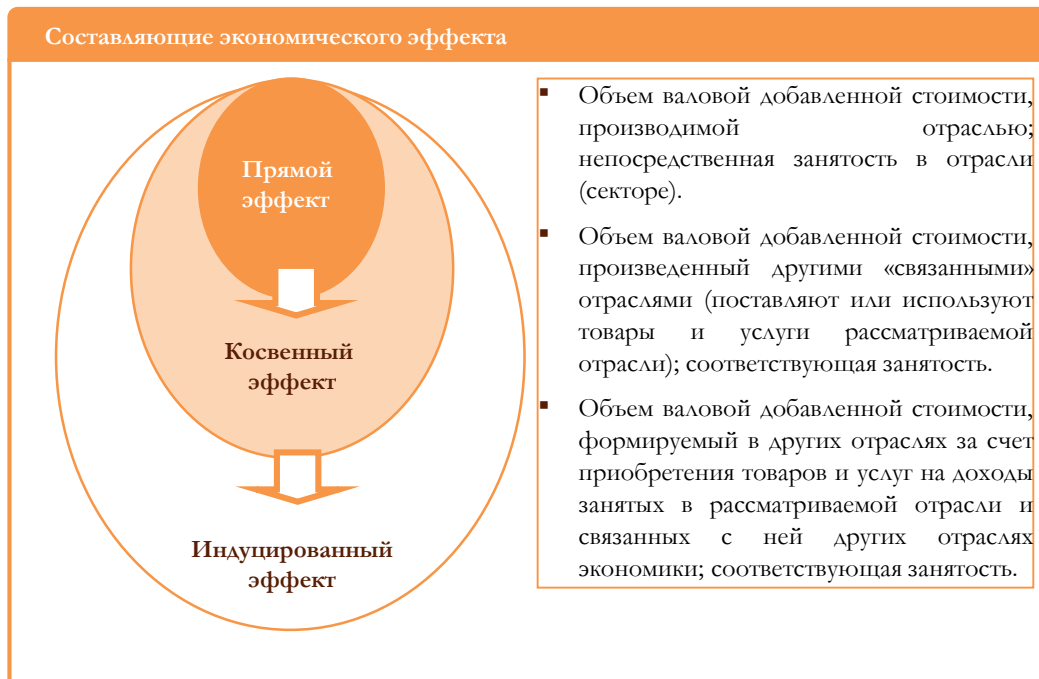 Составляющие экономического эффекта
Прямой
эффект
Косвенный
эффект
Индуцированный
эффект
▪ Объем валовой добавленной стоимости,
производимой отраслью;
непосредственная занятость в отрасли
(секторе).
▪ Объем валовой добавленной стоимости,
произведенный другими «связанными»
отраслями (поставляют или используют
товары и услуги рассматриваемой
отрасли); соответствующая занятость.
▪ Объем валовой добавленной стоимости,
формируемый в других отраслях за счет
приобретения товаров и услуг на доходы
занятых в рассматриваемой отрасли и
связанных с ней других отраслях
экономики; соответствующая занятость.